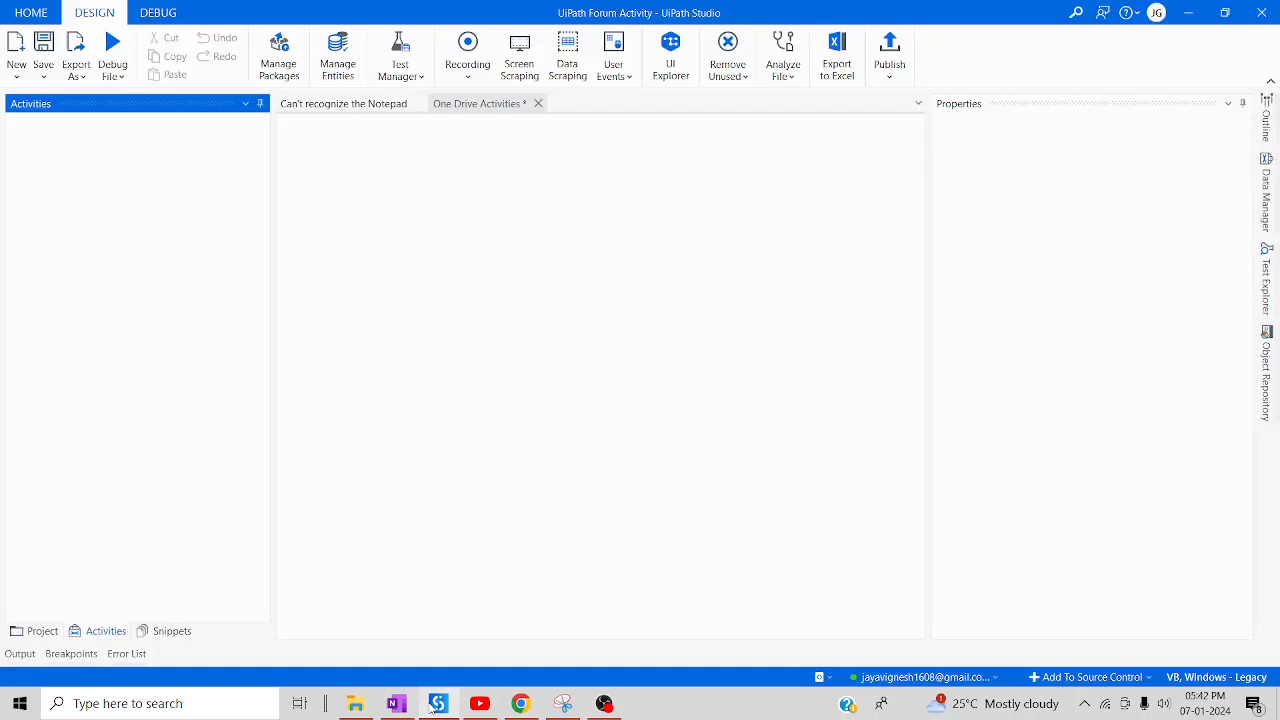 HOME DESIGN DEBUG UiPath Forum Activity - UiPath Studio JG
New Save Export As Debug File Cut Copy Paste Undo Redo Manage Packages Manage Entities Test Manager Recording Screen Scraping Data Scraping User Events UI Explorer Remove Unused Analyze File Export to Excel Publish
Activities Can't recognize the Notepad One Drive Activities * Properties
Outline
Data Manager
Test Explorer
Object Repository
Project Activities Snippets
Output Breakpoints Error List
jayavignesh1608@gmail.co... Add To Source Control VB, Windows - Legacy
Type here to search 25°C Mostly cloudy 05:42 PM
07-01-2024